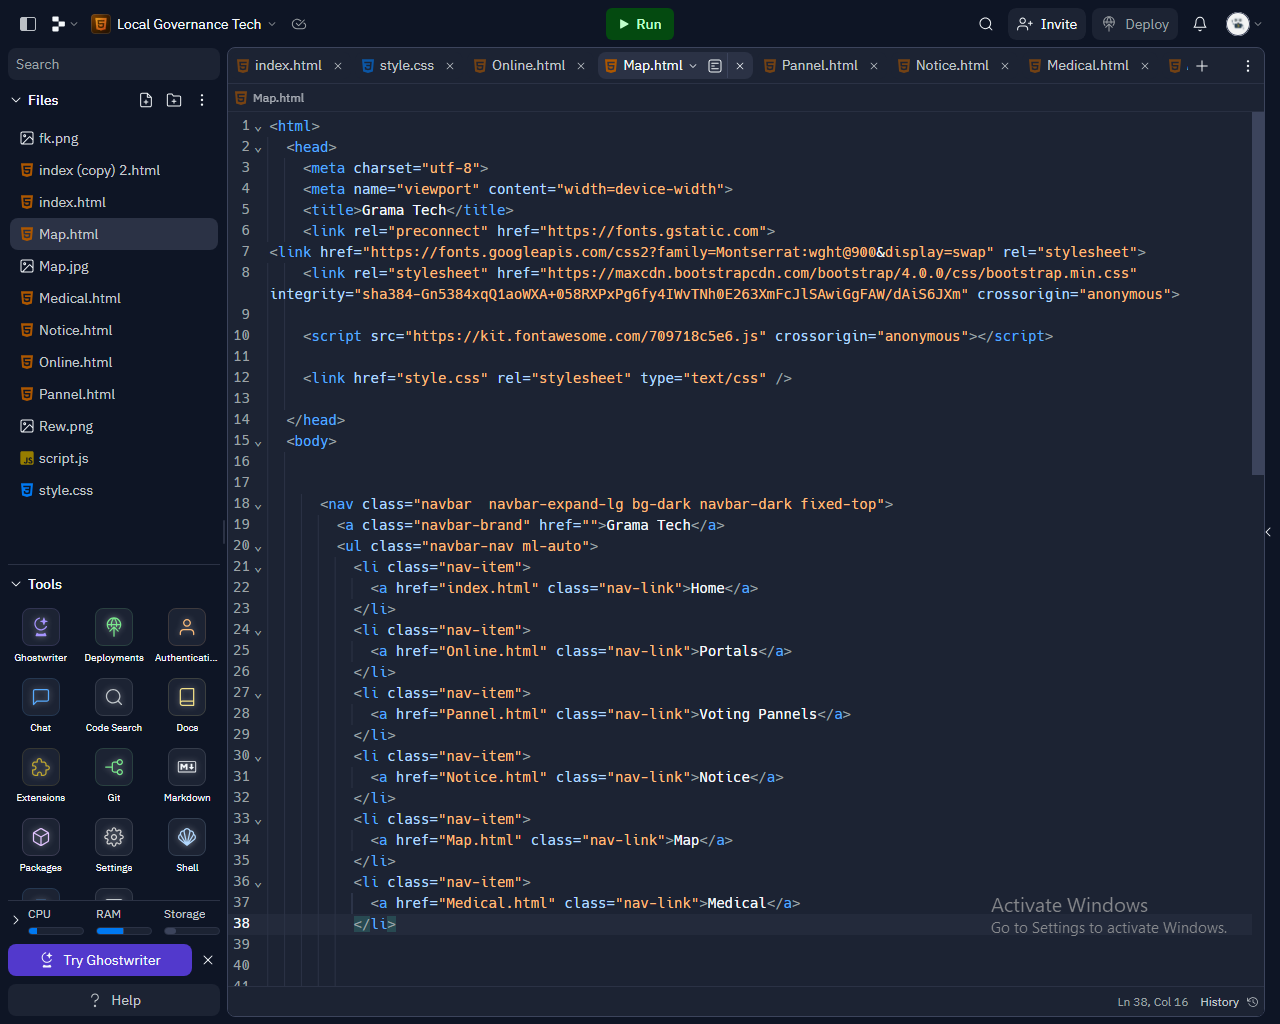 Local Governance Tech
Run
Invite
Deploy
Search
Files
fk.png
index (copy) 2.html
index.html
Map.html
Map.jpg
Medical.html
Notice.html
Online.html
Pannel.html
Rew.png
script.js
style.css
Tools
Ghostwriter
Deployments
Authenticati...
Chat
Code Search
Docs
Extensions
Git
Markdown
Packages
Settings
Shell
CPU
RAM
Storage
Try Ghostwriter
Help
index.html
style.css
Online.html
Map.html
Pannel.html
Notice.html
Medical.html
Map.html
1 <html>
2 <head>
3 <meta charset="utf-8">
4 <meta name="viewport" content="width=device-width">
5 <title>Grama Tech</title>
6 <link rel="preconnect" href="https://fonts.gstatic.com">
7 <link href="https://fonts.googleapis.com/css2?family=Montserrat:wght@900&display=swap" rel="stylesheet">
8 <link rel="stylesheet" href="https://maxcdn.bootstrapcdn.com/bootstrap/4.0.0/css/bootstrap.min.css"
integrity="sha384-Gn5384xqQ1aoWXA+058RXPxPg6fy4IWvTNh0E263XmFcJlSAwiGgFAW/dAiS6JXm" crossorigin="anonymous">
9
10 <script src="https://kit.fontawesome.com/709718c5e6.js" crossorigin="anonymous"></script>
11
12 <link href="style.css" rel="stylesheet" type="text/css" />
13
14 </head>
15 <body>
16
17
18 <nav class="navbar  navbar-expand-lg bg-dark navbar-dark fixed-top">
19 <a class="navbar-brand" href="">Grama Tech</a>
20 <ul class="navbar-nav ml-auto">
21 <li class="nav-item">
22 <a href="index.html" class="nav-link">Home</a>
23 </li>
24 <li class="nav-item">
25 <a href="Online.html" class="nav-link">Portals</a>
26 </li>
27 <li class="nav-item">
28 <a href="Pannel.html" class="nav-link">Voting Pannels</a>
29 </li>
30 <li class="nav-item">
31 <a href="Notice.html" class="nav-link">Notice</a>
32 </li>
33 <li class="nav-item">
34 <a href="Map.html" class="nav-link">Map</a>
35 </li>
36 <li class="nav-item">
37 <a href="Medical.html" class="nav-link">Medical</a>
38 </li>
39
40
41
Activate Windows
Go to Settings to activate Windows.
Ln 38, Col 16
History